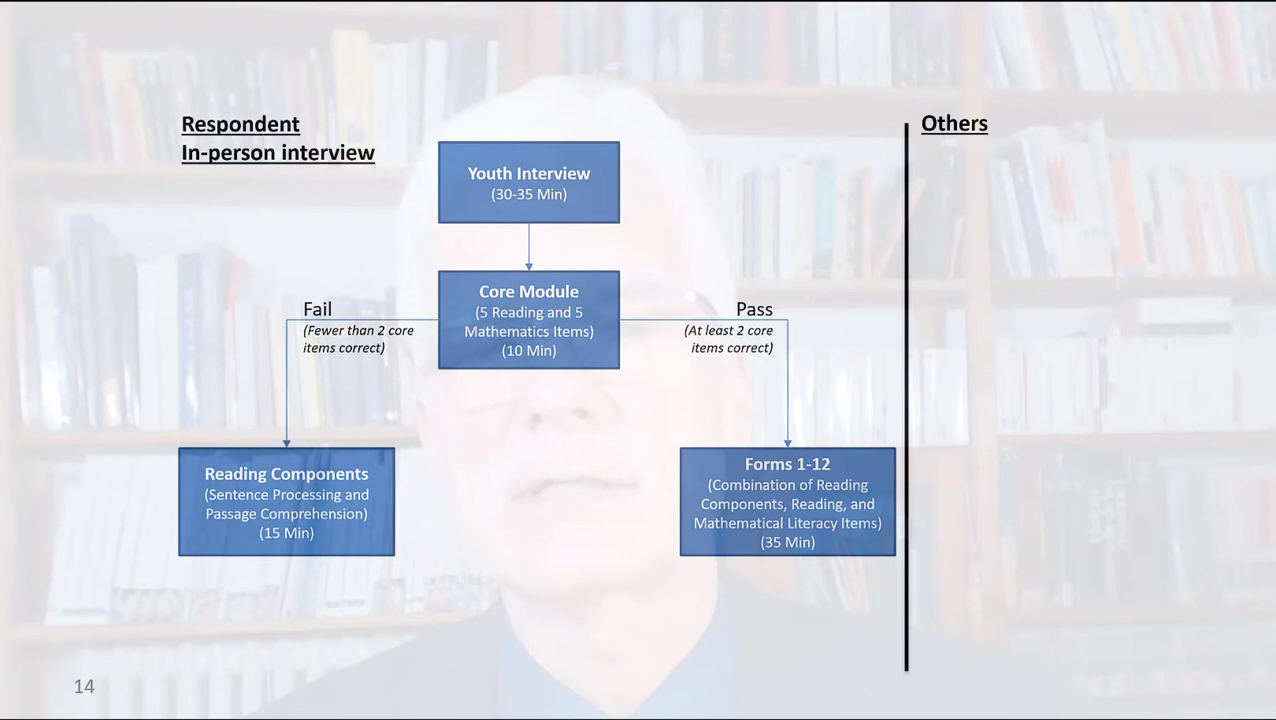 Respondent
In-person interview
Others
Youth Interview
(30-35 Min)
Core Module
(5 Reading and 5
Mathematics Items)
(10 Min)
Fail
(Fewer than 2 core
items correct)
Pass
(At least 2 core
items correct)
Reading Components
(Sentence Processing and
Passage Comprehension)
(15 Min)
Forms 1-12
(Combination of Reading
Components, Reading, and
Mathematical Literacy Items)
(35 Min)
14